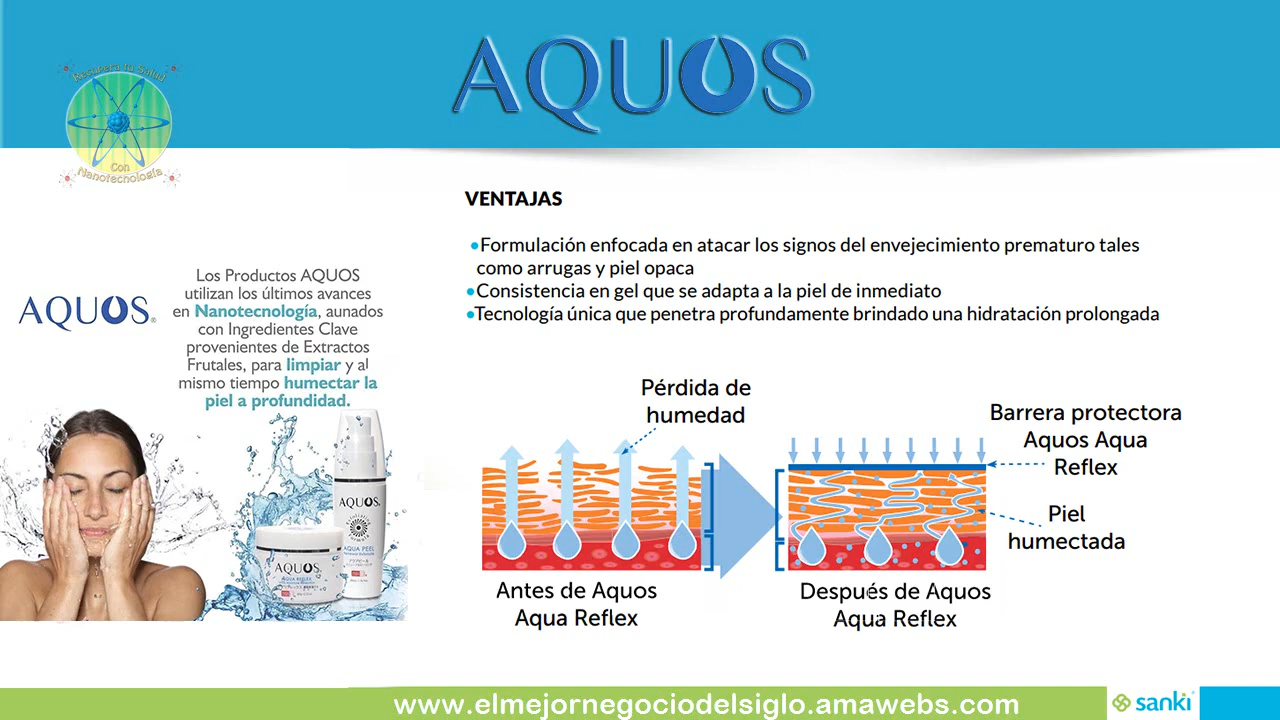 AQUOS
Recupera tu Salud
Con
Nanotecnología
VENTAJAS
•Formulación enfocada en atacar los signos del envejecimiento prematuro tales
como arrugas y piel opaca
•Consistencia en gel que se adapta a la piel de inmediato
•Tecnología única que penetra profundamente brindado una hidratación prolongada
AQUOS®
Los Productos AQUOS
utilizan los últimos avances
en Nanotecnología, aunados
con Ingredientes Clave
provenientes de Extractos
Frutales, para limpiar y al
mismo tiempo humectar la
piel a profundidad.
AQUOS
AQUA PEEL
AQUOS
AQUA REFLEX
Pérdida de
humedad
Antes de Aquos
Aqua Reflex
Barrera protectora
Aquos Aqua
Reflex
Piel
humectada
Después de Aquos
Aqua Reflex
www.elmejornegociodelsiglo.amawebs.com
sanki